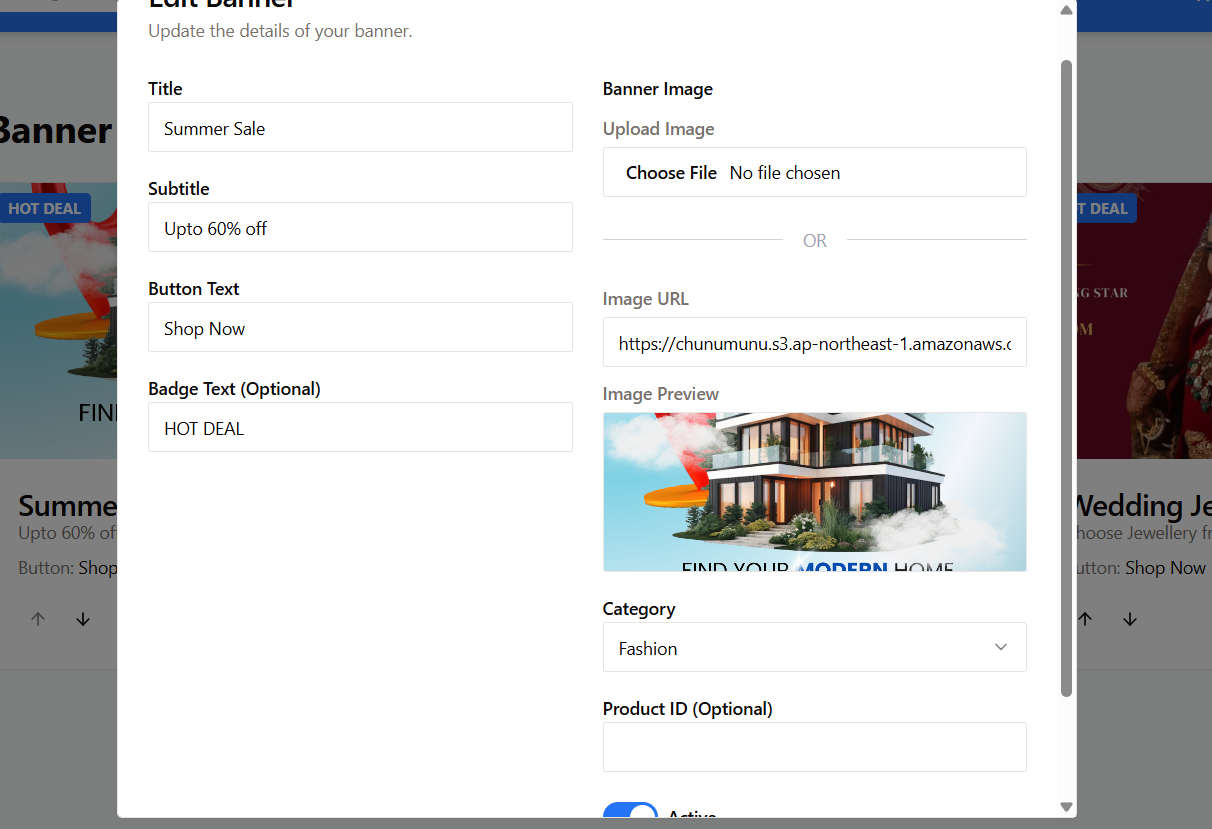 Edit Banner
Update the details of your banner.
Title
Summer Sale
Subtitle
Upto 60% off
Button Text
Shop Now
Badge Text (Optional)
HOT DEAL
Banner Image
Upload Image
Choose File No file chosen
OR
Image URL
https://chunumunu.s3.ap-northeast-1.amazonaws.c
Image Preview
FIND YOUR MODERN HOME
Category
Fashion
Product ID (Optional)
Active
Banner
HOT DEAL
FIN
Summe
Upto 60% of
Button: Shop
T DEAL
NG STAR
OM
Wedding Je
hoose Jewellery fr
utton: Shop Now